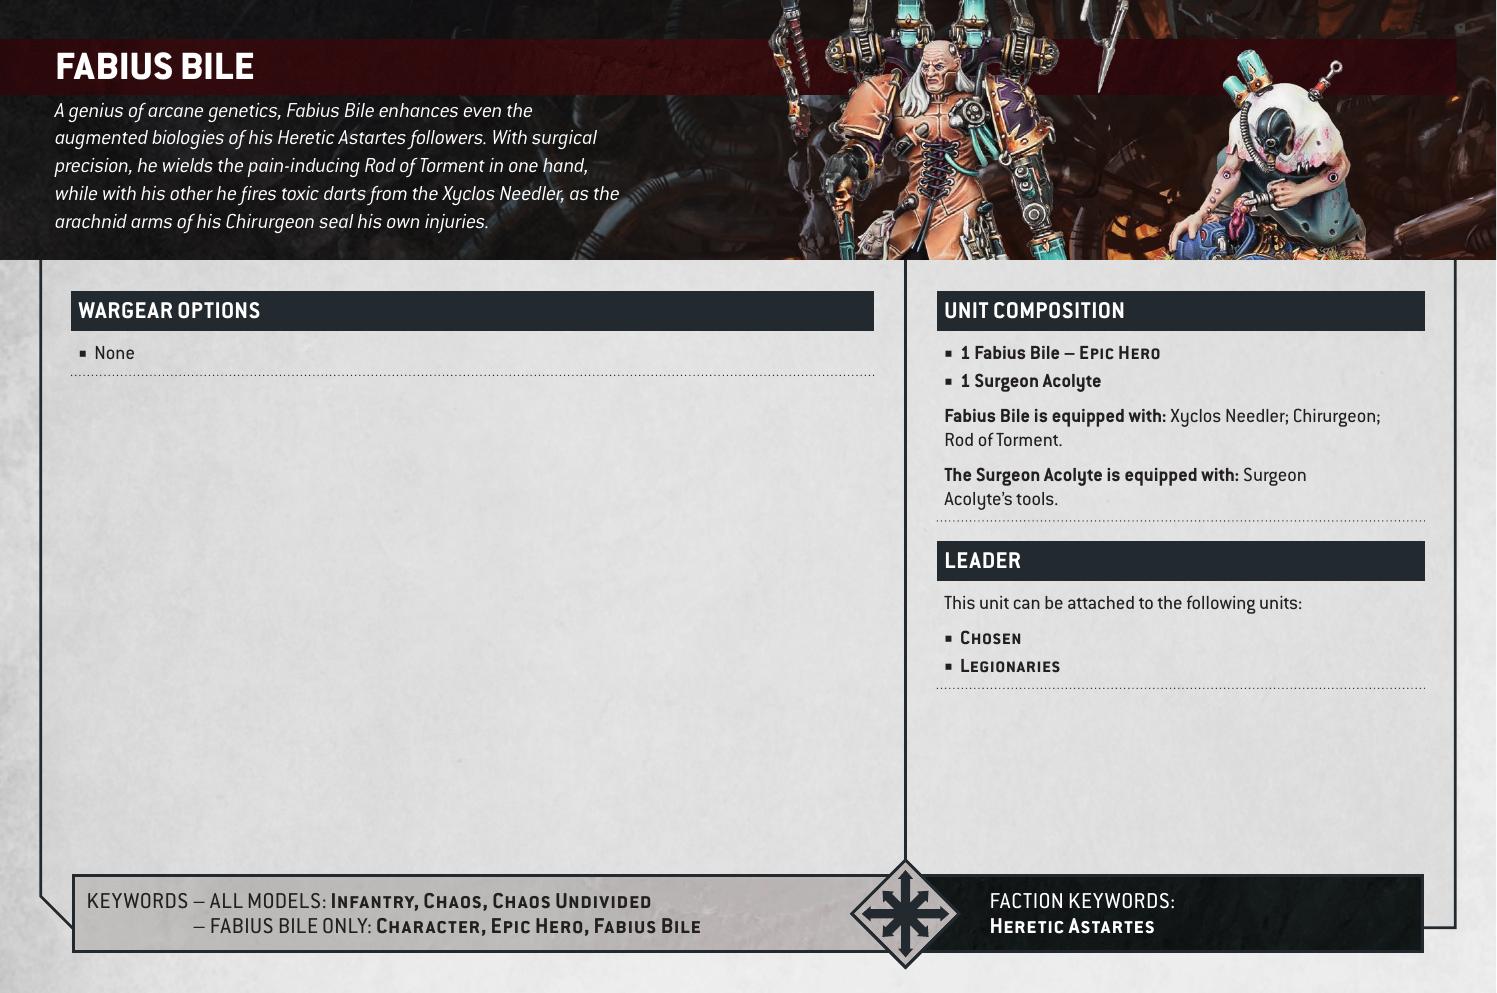 FABIUS BILE
A genius of arcane genetics, Fabius Bile enhances even the
augmented biologies of his Heretic Astartes followers. With surgical
precision, he wields the pain-inducing Rod of Torment in one hand,
while with his other he fires toxic darts from the Xyclos Needler, as the
arachnid arms of his Chirurgeon seal his own injuries.
WARGEAR OPTIONS
▪ None
UNIT COMPOSITION
▪ 1 Fabius Bile – Epic Hero
▪ 1 Surgeon Acolyte
Fabius Bile is equipped with: Xyclos Needler; Chirurgeon;
Rod of Torment.
The Surgeon Acolyte is equipped with: Surgeon
Acolyte’s tools.
LEADER
This unit can be attached to the following units:
▪ Chosen
▪ Legionaries
KEYWORDS – ALL MODELS: Infantry, Chaos, Chaos Undivided
– FABIUS BILE ONLY: Character, Epic Hero, Fabius Bile
FACTION KEYWORDS:
Heretic Astartes